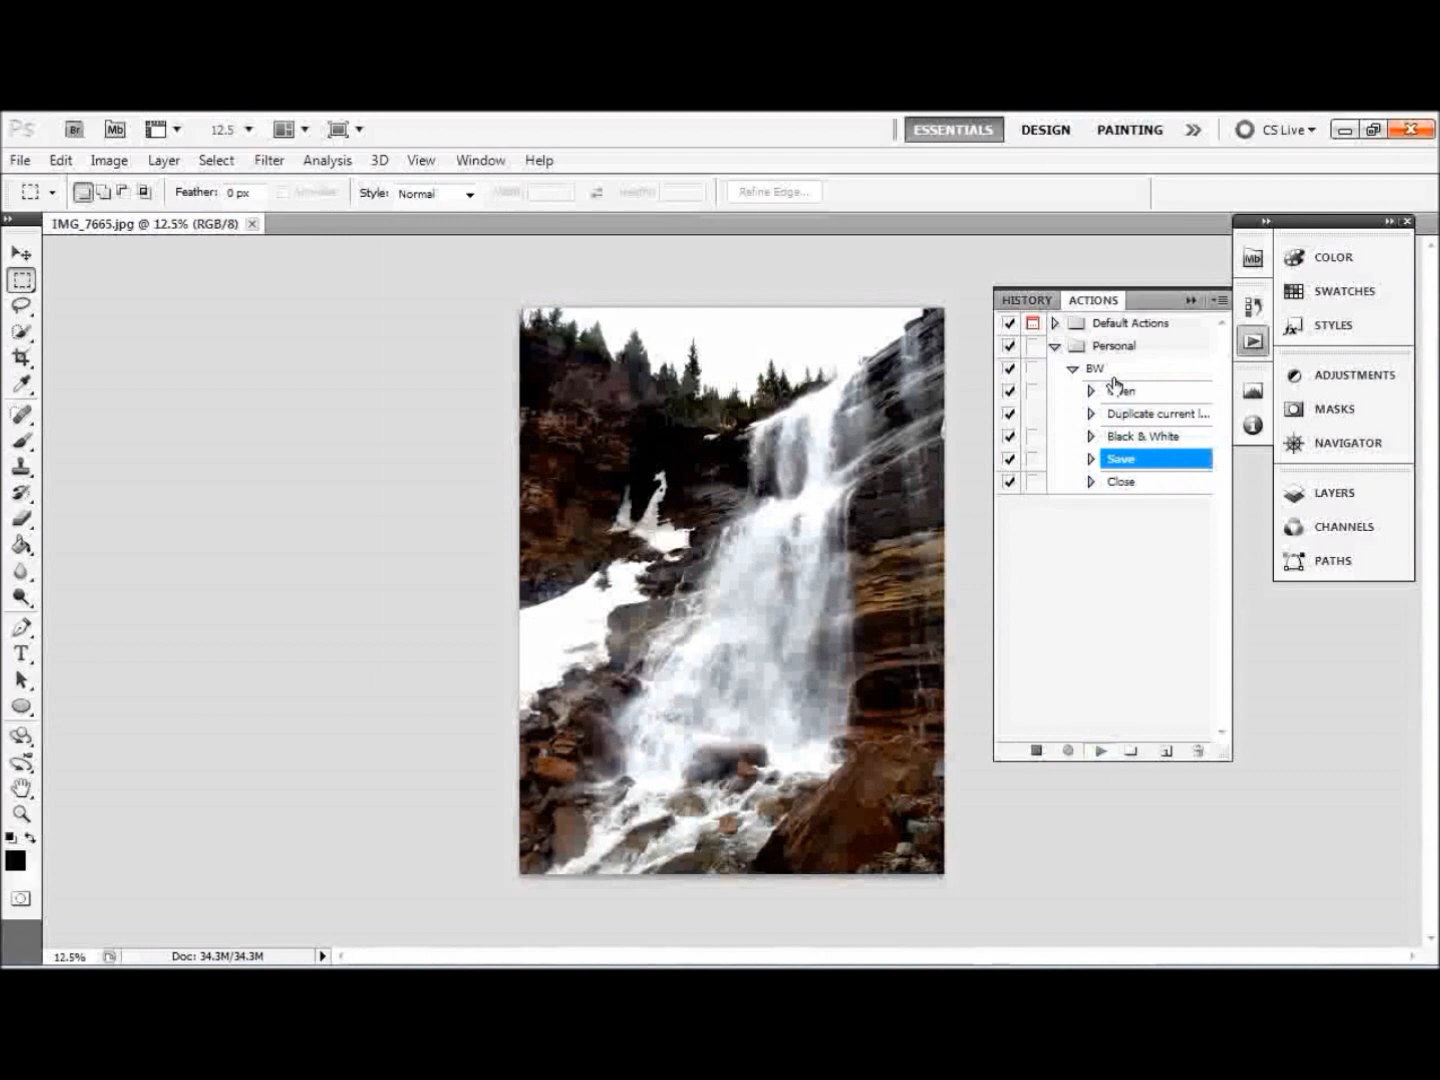 Ps Br Mb 12.5 ESSENTIALS DESIGN PAINTING CS Live
File Edit Image Layer Select Filter Analysis 3D View Window Help
Feather: 0 px Style: Normal Refine Edge...
IMG_7665.jpg @ 12.5% (RGB/8)
Mb COLOR
SWATCHES
STYLES
ADJUSTMENTS
MASKS
NAVIGATOR
LAYERS
CHANNELS
PATHS
HISTORY ACTIONS
Default Actions
Personal
BW
Duplicate current l...
Black & White
Save
Close
12.5% Doc: 34.3M/34.3M